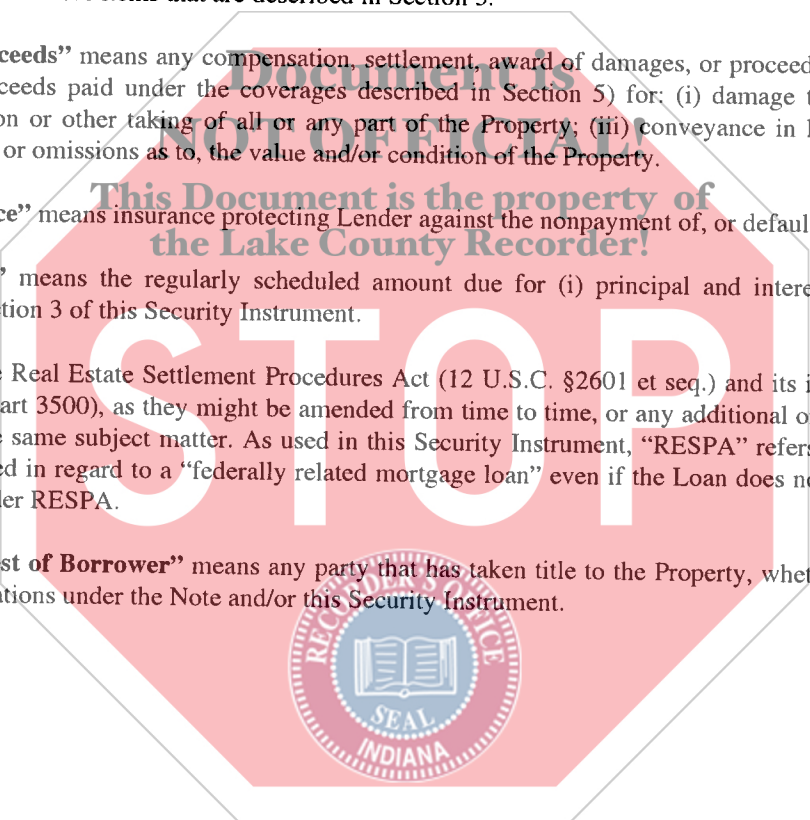 that are described in Section
ceeds” means any compensation, settlement, award of damages, or proceed
Document is
ceeds paid under the coverages described in Section 5) for: (i) damage t
on or other taking of all or any part of the Property; (iii) conveyance in l
NOT OFFICIAL!
or omissions as to, the value and/or condition of the Property.
This Document is the property of
ce” means insurance protecting Lender against the nonpayment of, or defaul
the Lake County Recorder!
” means the regularly scheduled amount due for (i) principal and intere
tion 3 of this Security Instrument.
STOP
e Real Estate Settlement Procedures Act (12 U.S.C. §2601 et seq.) and its i
art 3500), as they might be amended from time to time, or any additional o
e same subject matter. As used in this Security Instrument, “RESPA” refers
ed in regard to a “federally related mortgage loan” even if the Loan does no
der RESPA.
st of Borrower” means any party that has taken title to the Property, whet
ations under the Note and/or this Security Instrument.
RECORDER'S OFFICE
SEAL
INDIANA